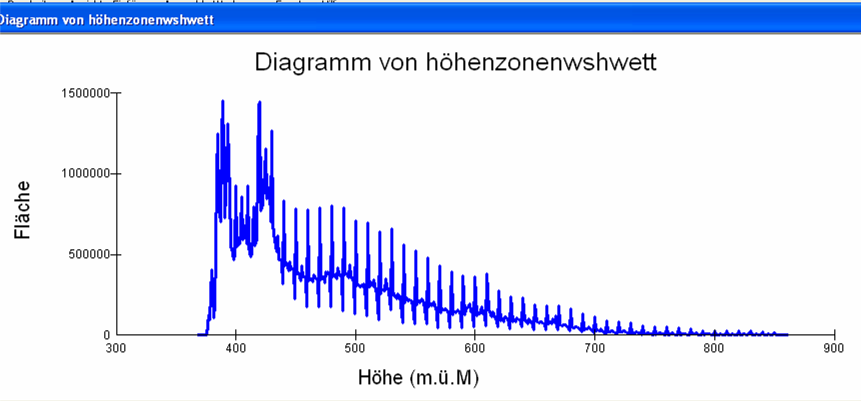 Diagramm von höhenzonenwshwett
Diagramm von höhenzonenwshwett
1500000
1000000
500000
0
Fläche
300 400 500 600 700 800 900
Höhe (m.ü.M)